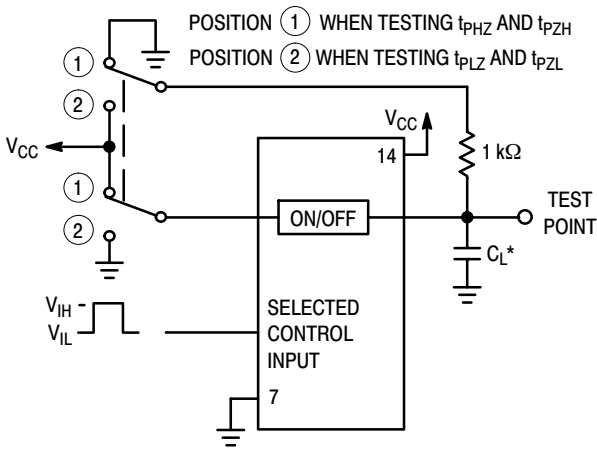 POSITION 1 WHEN TESTING tPHZ AND tPZH
POSITION 2 WHEN TESTING tPLZ AND tPZL
1
2
VCC
1
2
VCC
14
1 kΩ
ON/OFF
TEST
POINT
CL*
VIH
VIL
SELECTED
CONTROL
INPUT
7